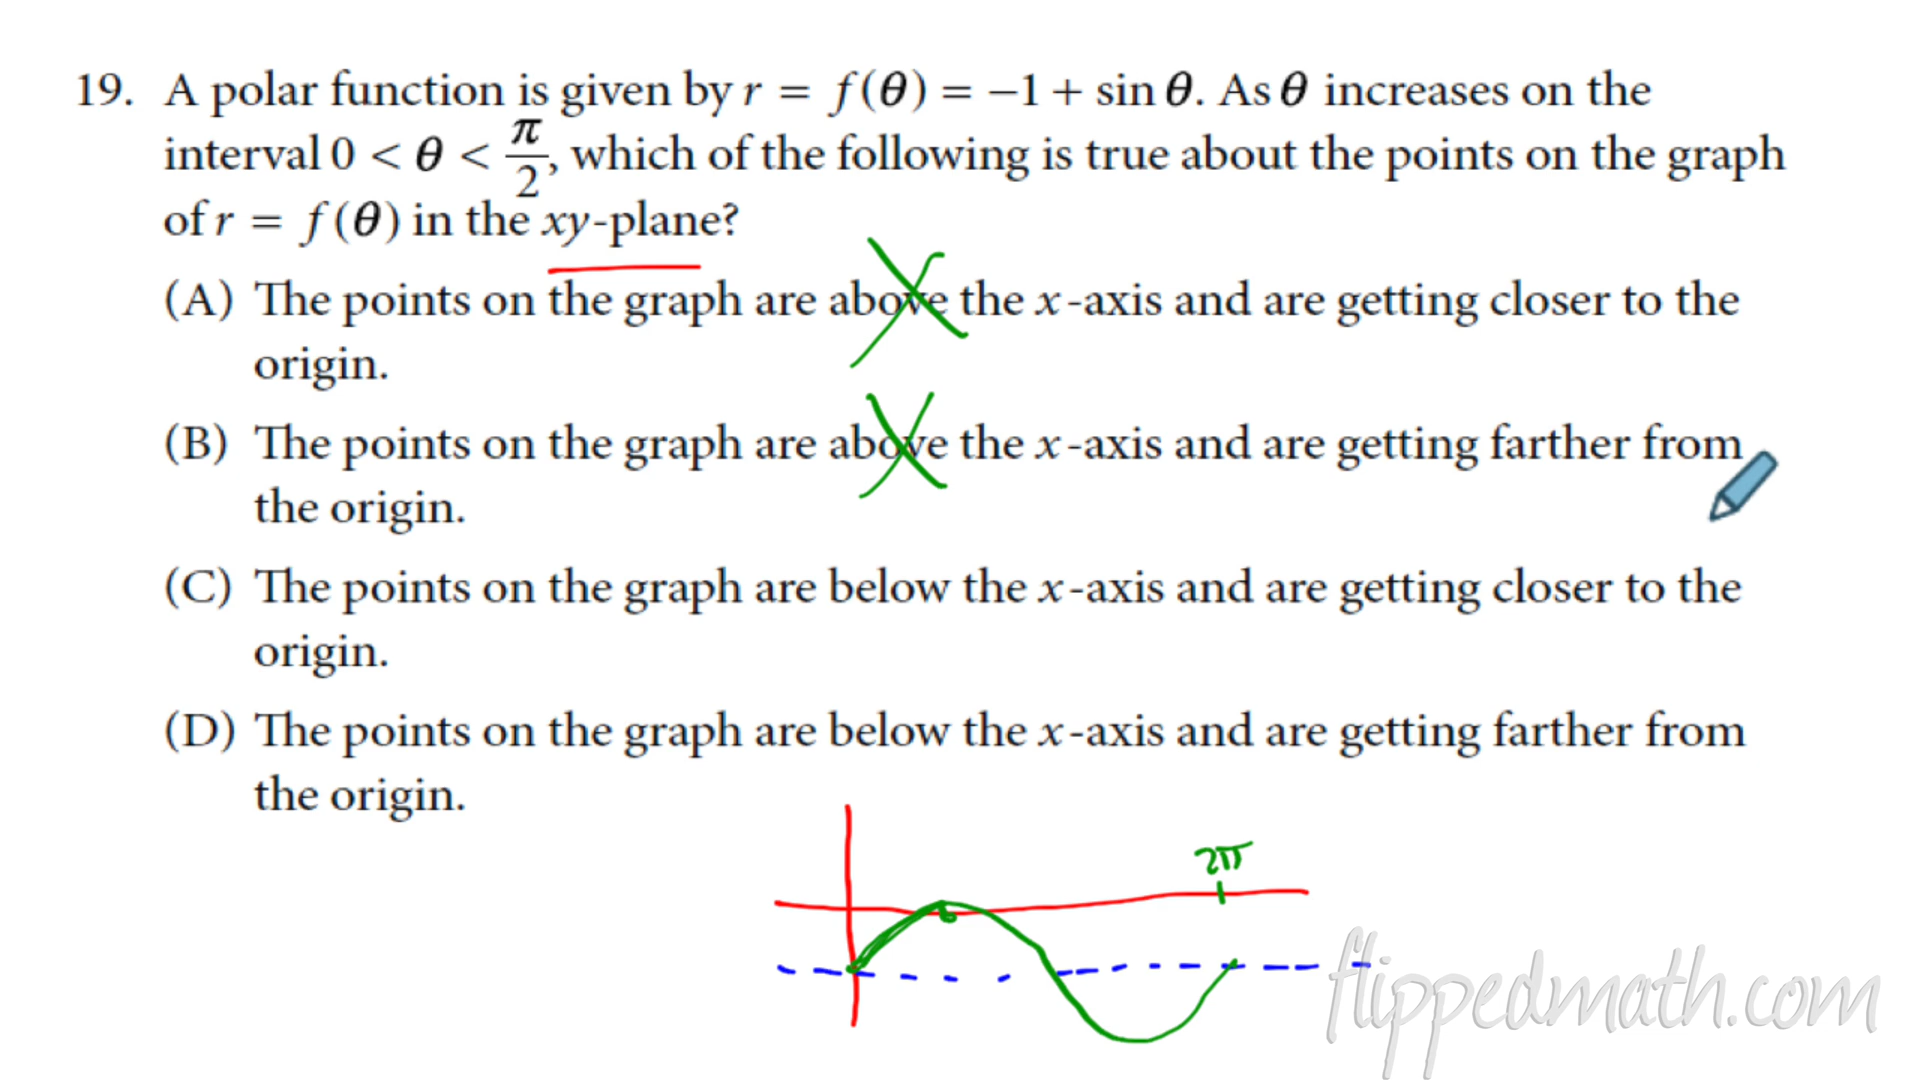 19. A polar function is given by r = f(θ) = −1 + sin θ. As θ increases on the
interval 0 < θ < π/2, which of the following is true about the points on the graph
of r = f(θ) in the xy-plane?
(A) The points on the graph are above the x-axis and are getting closer to the
origin.
(B) The points on the graph are above the x-axis and are getting farther from
the origin.
(C) The points on the graph are below the x-axis and are getting closer to the
origin.
(D) The points on the graph are below the x-axis and are getting farther from
the origin.
2π
flippedmath.com